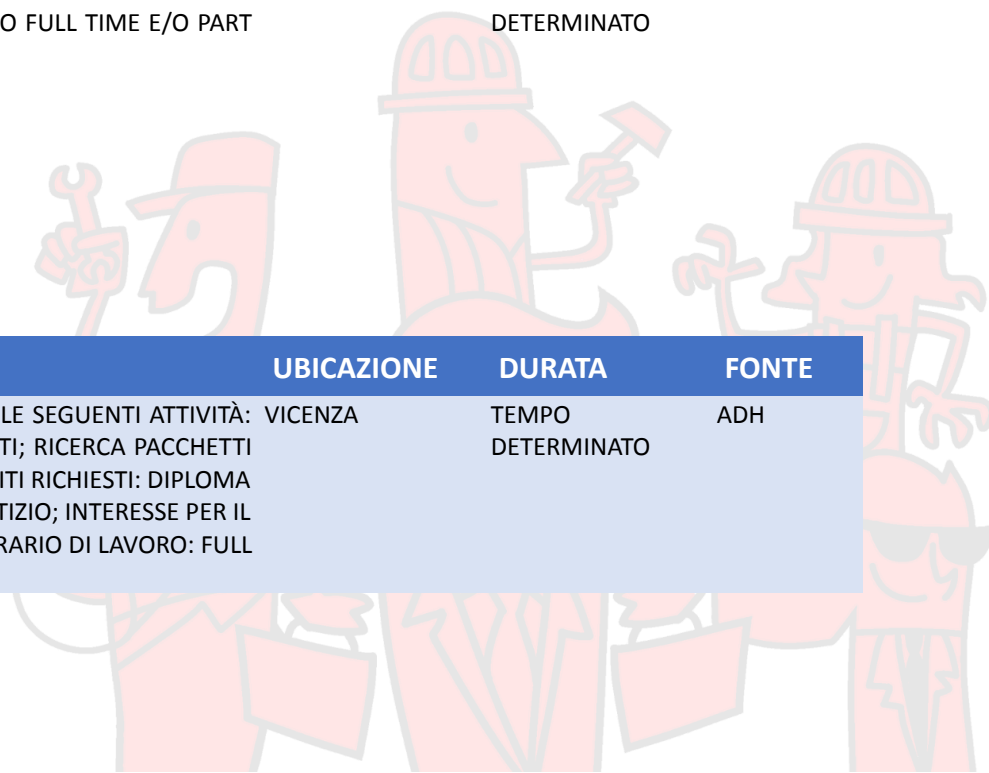 O FULL TIME E/O PART DETERMINATO
UBICAZIONE DURATA FONTE
LE SEGUENTI ATTIVITÀ: VICENZA TEMPO ADH
TI; RICERCA PACCHETTI DETERMINATO
ITI RICHIESTI: DIPLOMA
TIZIO; INTERESSE PER IL
RARIO DI LAVORO: FULL